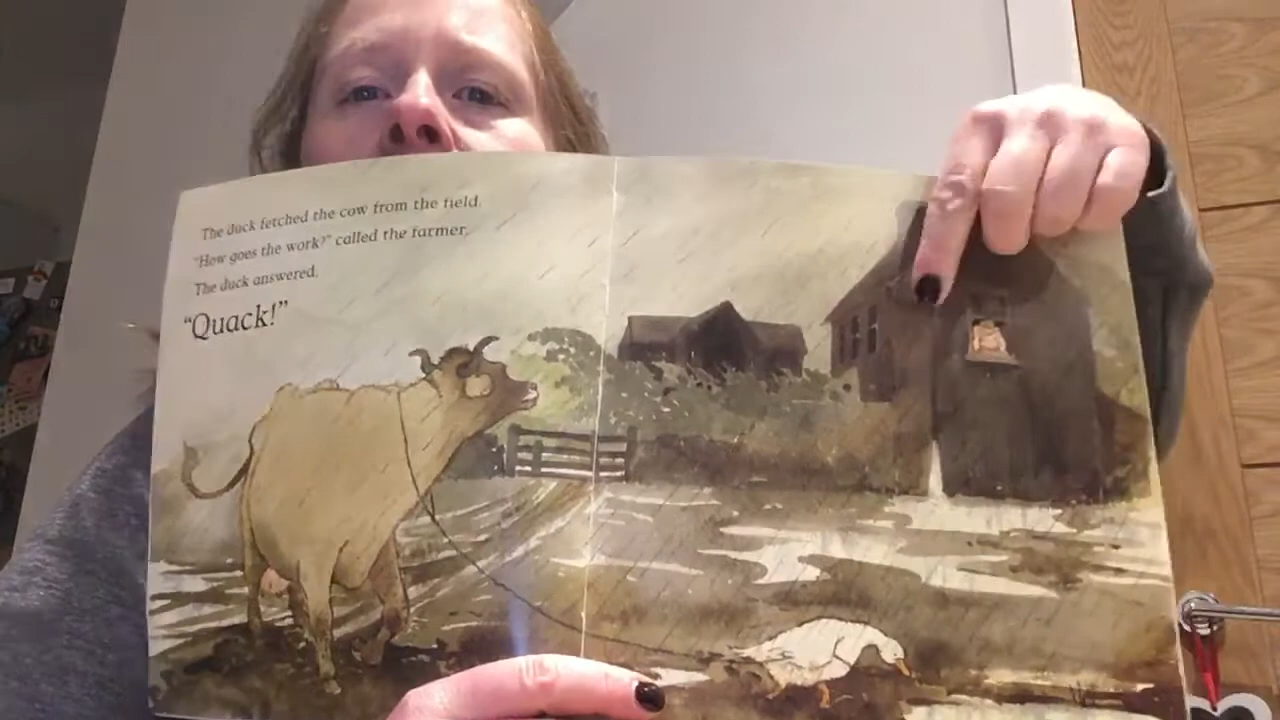 The duck fetched the cow from the field.
"How goes the work?" called the farmer.
The duck answered,
"Quack!"